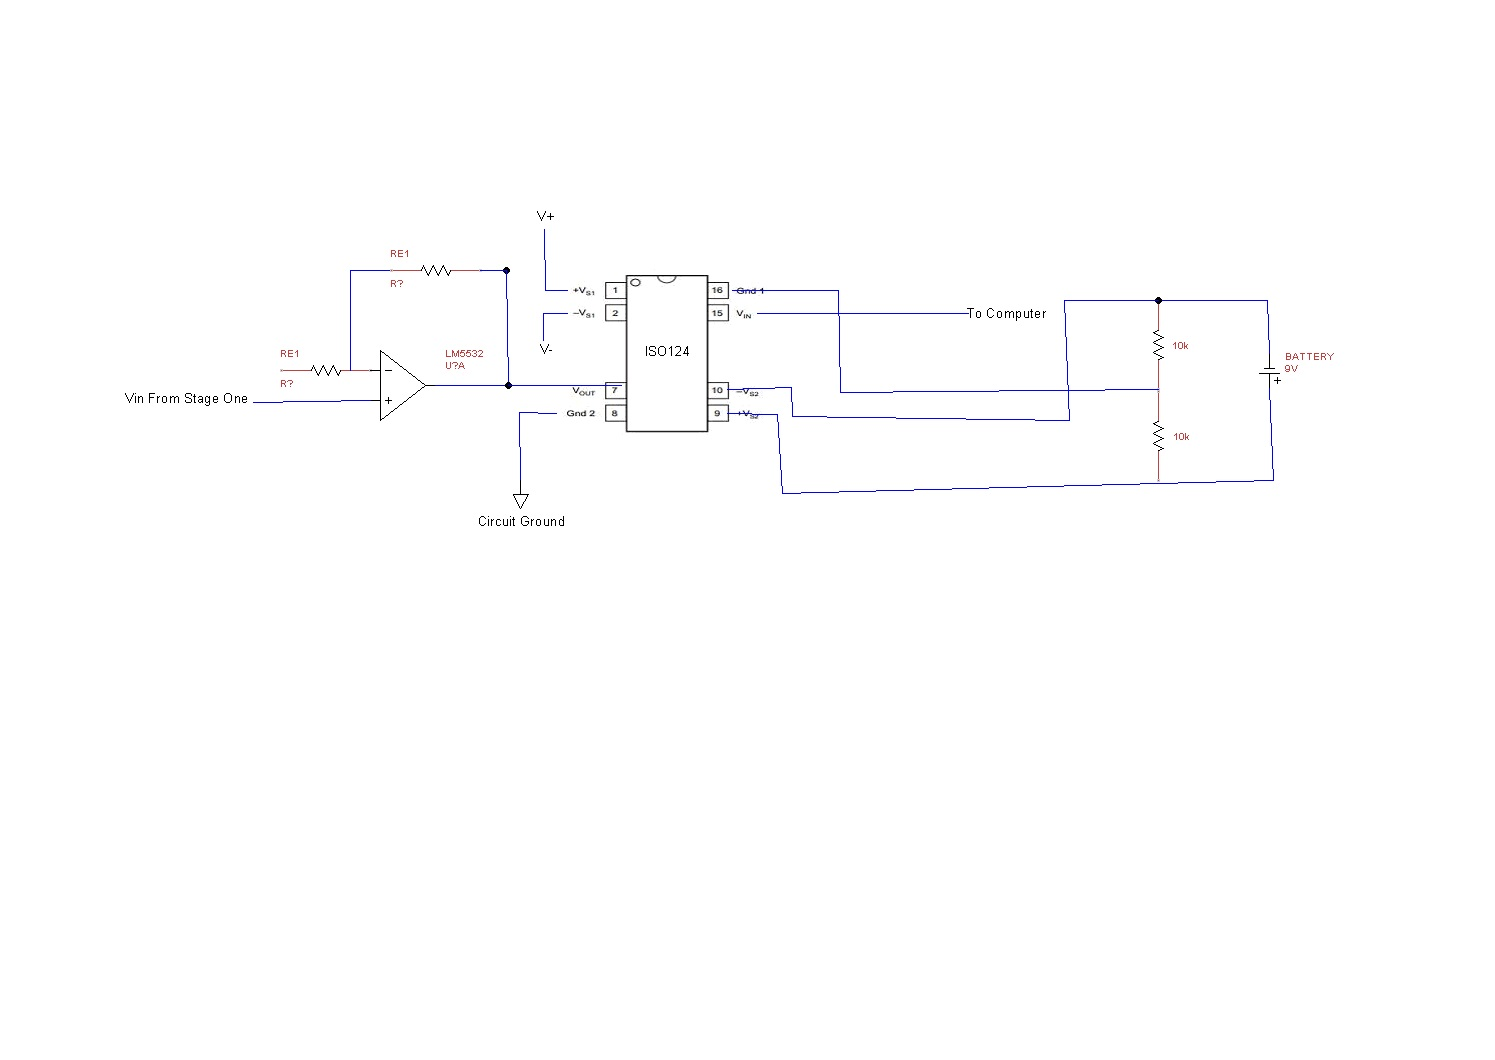 V+
RE1
R?
+VS1
1
16
Gnd 1
–VS1
2
15
VIN
To Computer
V-
ISO124
RE1
R?
LM5532
U?A
–
+
Vin From Stage One
VOUT
7
10
–VS2
Gnd 2
8
9
+VS2
10k
10k
BATTERY
9V
+
Circuit Ground